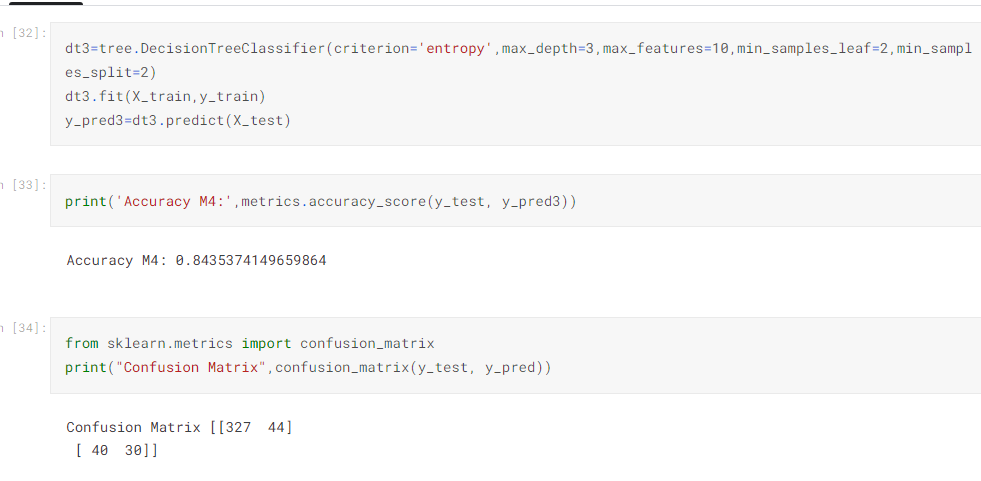 n [32]:
dt3=tree.DecisionTreeClassifier(criterion='entropy',max_depth=3,max_features=10,min_samples_leaf=2,min_sampl
es_split=2)
dt3.fit(X_train,y_train)
y_pred3=dt3.predict(X_test)
n [33]:
print('Accuracy M4:',metrics.accuracy_score(y_test, y_pred3))
Accuracy M4: 0.8435374149659864
n [34]:
from sklearn.metrics import confusion_matrix
print("Confusion Matrix",confusion_matrix(y_test, y_pred))
Confusion Matrix [[327  44]
 [ 40  30]]